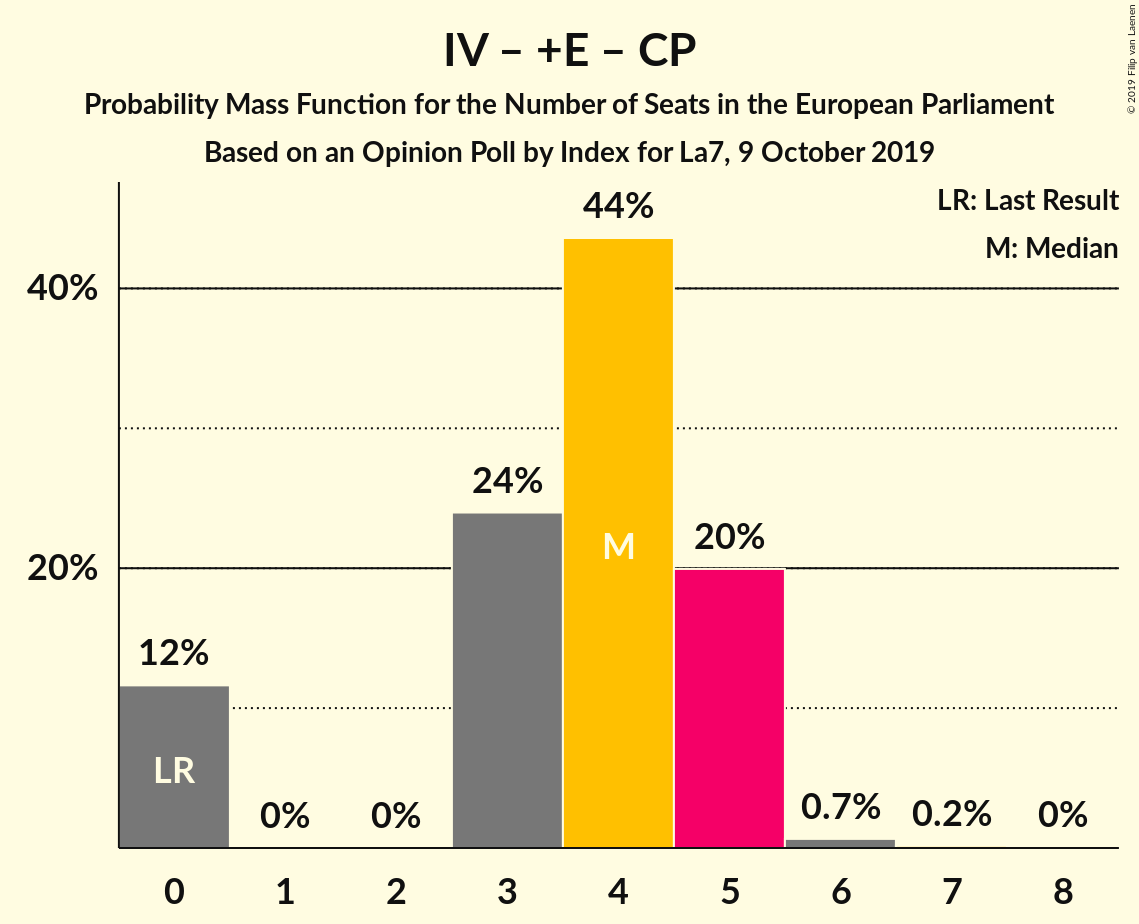 IV – +E – CP
Probability Mass Function for the Number of Seats in the European Parliament
Based on an Opinion Poll by Index for La7, 9 October 2019
© 2019 Filip van Laenen
LR: Last Result
M: Median
40%
20%
12%
0%
0%
24%
44%
20%
0.7%
0.2%
0%
LR
M
0 1 2 3 4 5 6 7 8